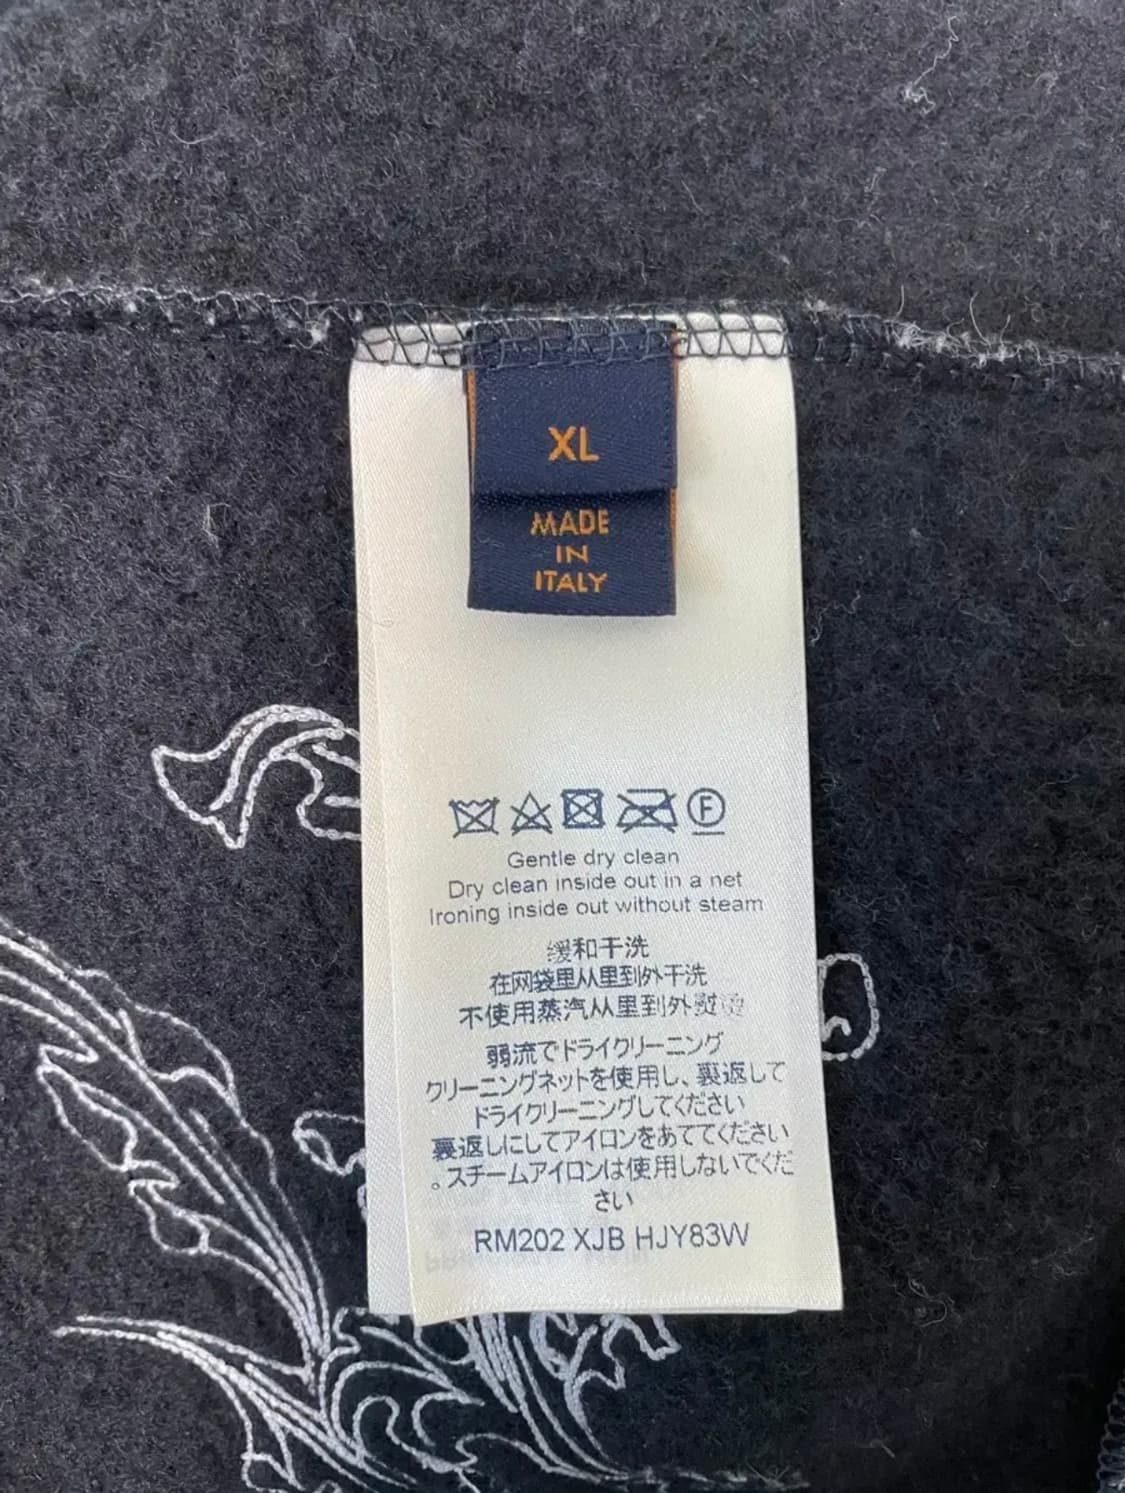 XL
MADE
IN
ITALY
F
Gentle dry clean
Dry clean inside out in a net
Ironing inside out without steam
缓和干洗
在网袋里从里到外干洗
不使用蒸汽从里到外熨烫
弱流でドライクリーニング
クリーニングネットを使用し、裏返して
ドライクリーニングしてください
裏返しにしてアイロンをあててください
。スチームアイロンは使用しないでくだ
さい
RM202 XJB HJY83W